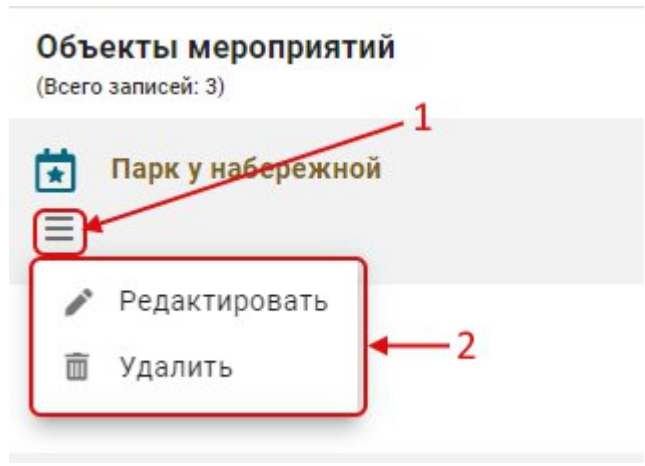 Объекты мероприятий
(Всего записей: 3)
1
Парк у набережной
Редактировать
2
Удалить